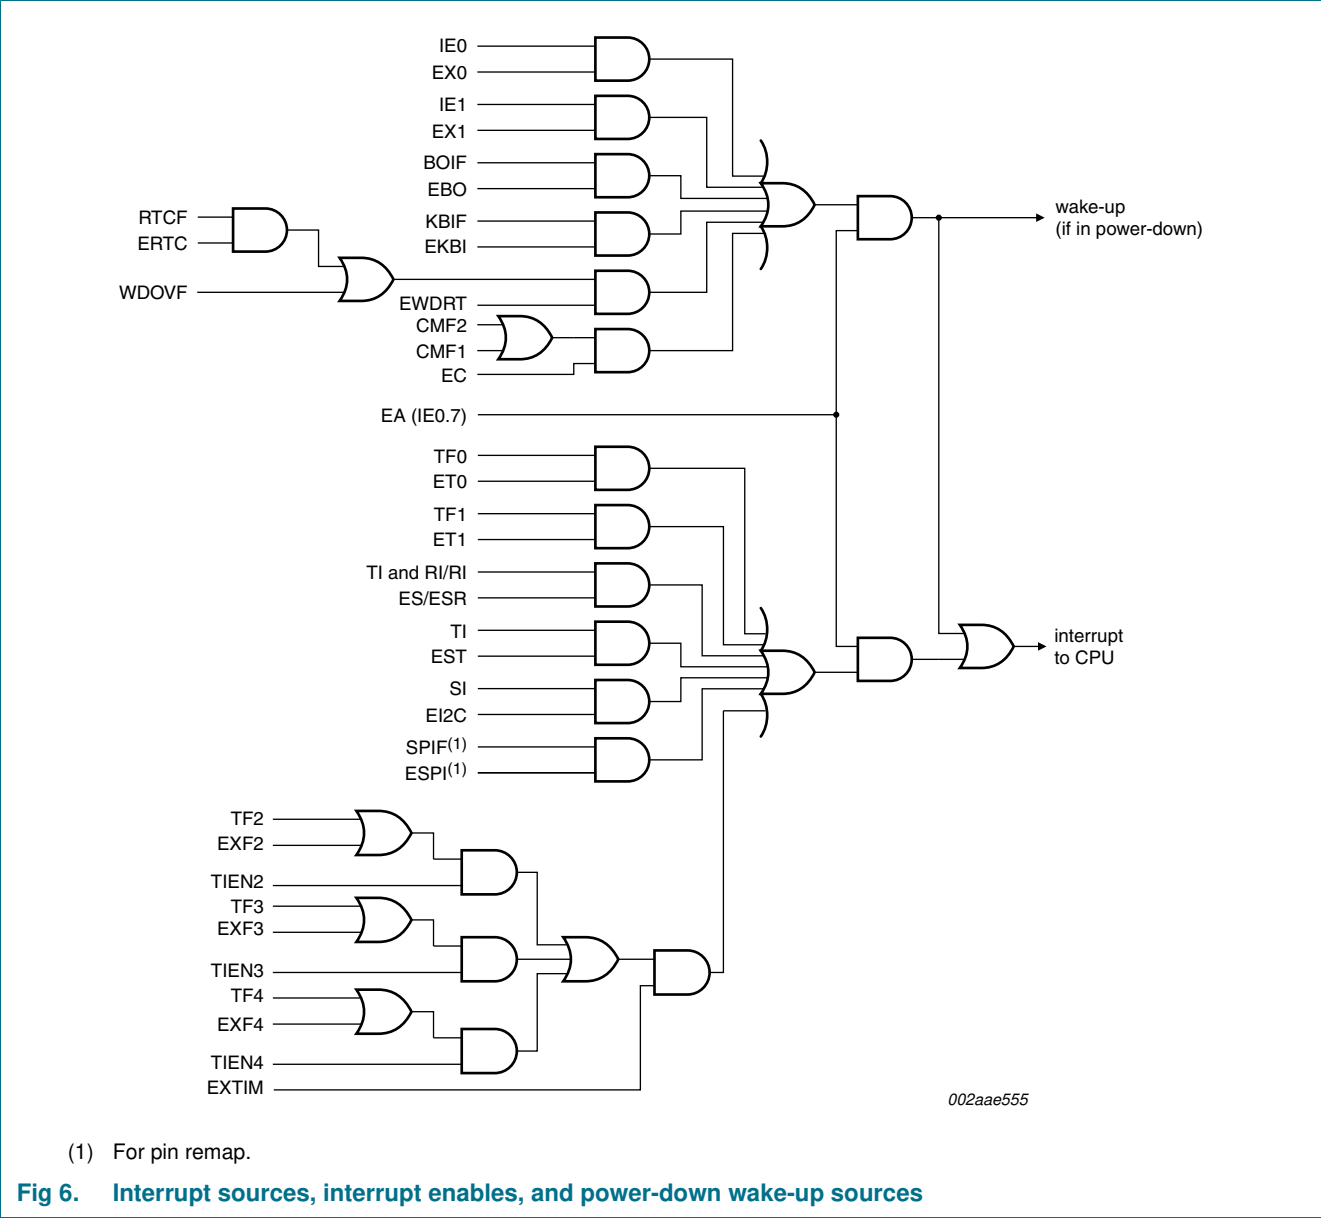 IE0
EX0
IE1
EX1
BOIF
EBO
RTCF
KBIF
ERTC
EKBI
WDOVF
EWDRT
CMF2
CMF1
EC
wake-up
(if in power-down)
EA (IE0.7)
TF0
ET0
TF1
ET1
TI and RI/RI
ES/ESR
TI
EST
SI
EI2C
SPIF(1)
ESPI(1)
interrupt
to CPU
TF2
EXF2
TIEN2
TF3
EXF3
TIEN3
TF4
EXF4
TIEN4
EXTIM
002aae555
(1) For pin remap.
Fig 6. Interrupt sources, interrupt enables, and power-down wake-up sources